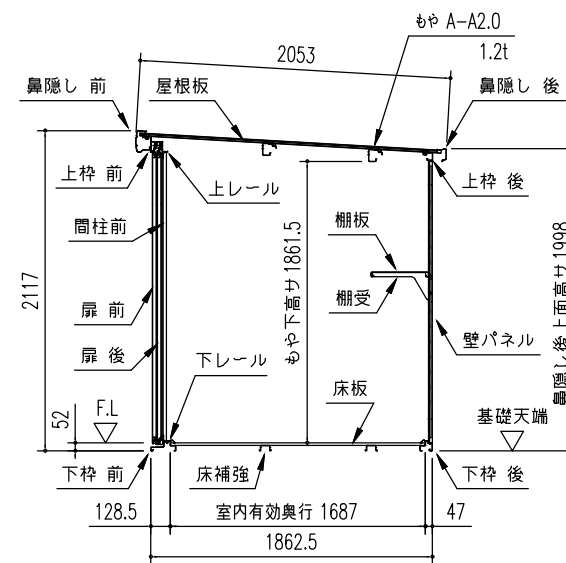 もや A-A2.0
1.2t
2053
鼻隠し 前
屋根板
鼻隠し 後
上枠 前
上レール
上枠 後
間柱前
棚板
もや下高サ1861.5
鼻隠し後上面高サ1998
2117
棚受
扉 前
壁パネル
扉 後
下レール
床板
52
F.L
基礎天端
下枠 前
床補強
下枠 後
128.5
室内有効奥行 1687
47
1862.5